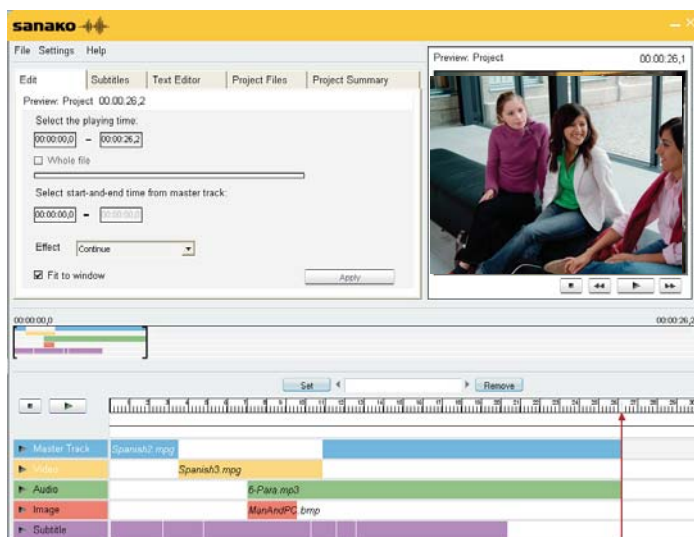 sanako
File Settings Help
Edit Subtitles Text Editor Project Files Project Summary
Preview: Project 00.00.26,2
Select the playing time:
00:00:00,0 – 00:00:26,2
Whole file
Select start-and-end time from master track:
00:00:00,0 – 00:00:00,0
Effect Continue
Fit to window
Apply
Preview: Project 00:00:26,1
00:00:00,0 00:00:26,2
Set Remove
Master Track Spanish2.mpg
Video Spanish3.mpg
Audio 6-Para.mp3
Image ManAndPC.bmp
Subtitle